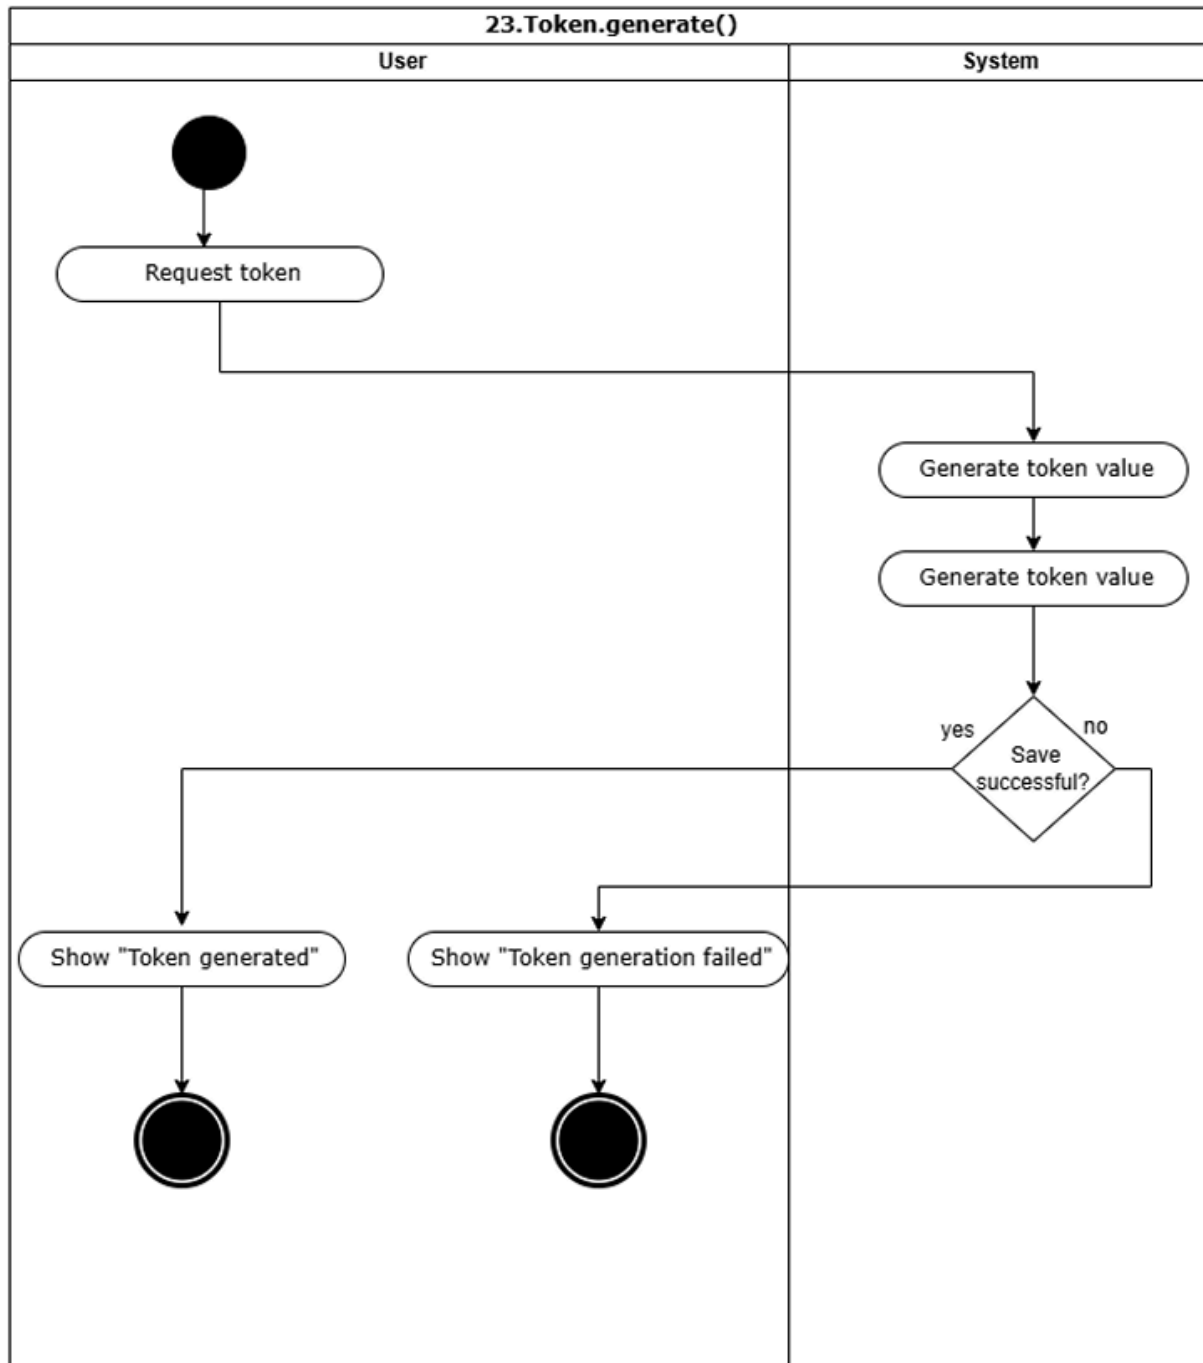 23.Token.generate()
User
System
Request token
Generate token value
Generate token value
yes
no
Save
successful?
Show "Token generated"
Show "Token generation failed"